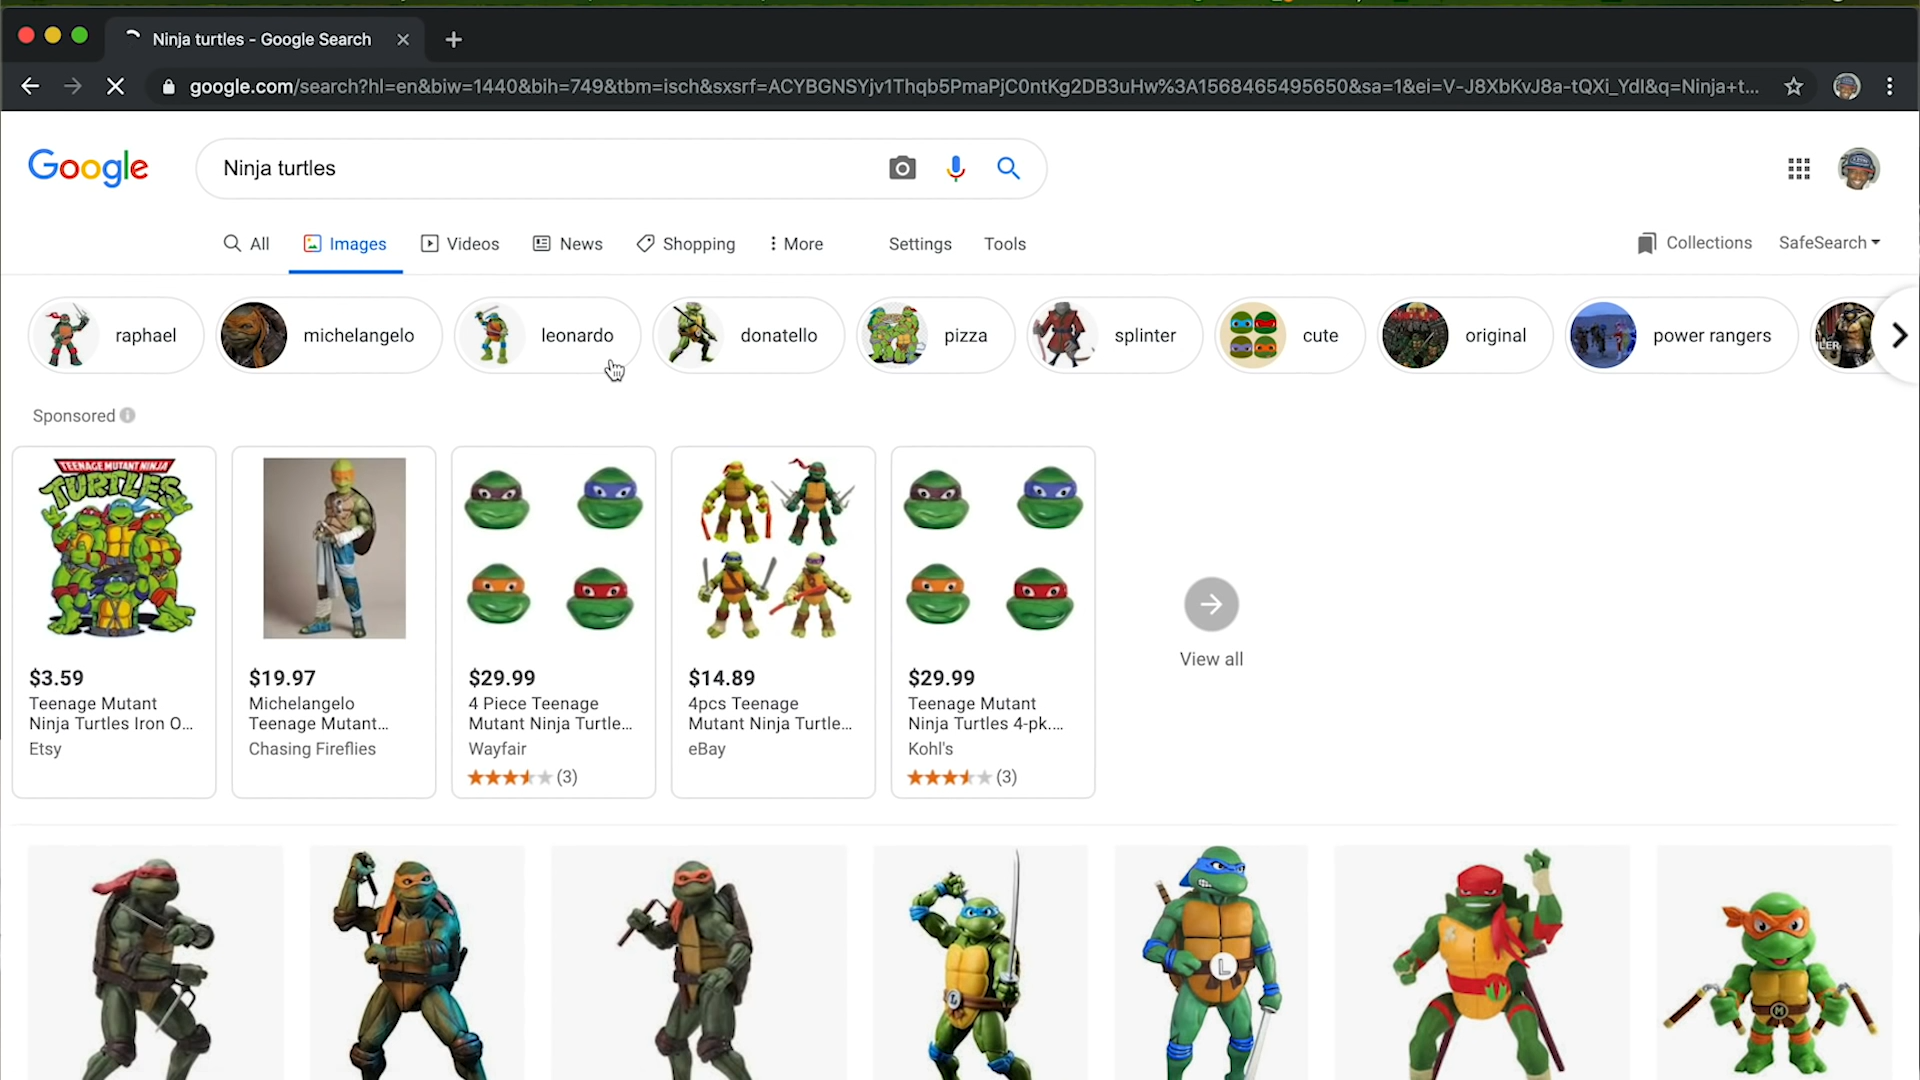 Ninja turtles - Google Search
google.com/search?hl=en&biw=1440&bih=749&tbm=isch&sxsrf=ACYBGNSYjv1Thqb5PmaPjC0ntKg2DB3uHw%3A1568465495650&sa=1&ei=V-J8XbKvJ8a-tQXi_YdI&q=Ninja+t...
Google
Ninja turtles
All Images Videos News Shopping More Settings Tools Collections SafeSearch
raphael michelangelo leonardo donatello pizza splinter cute original power rangers
Sponsored
TEENAGE MUTANT NINJA
TURTLES
$3.59
Teenage Mutant
Ninja Turtles Iron O...
Etsy
$19.97
Michelangelo
Teenage Mutant...
Chasing Fireflies
$29.99
4 Piece Teenage
Mutant Ninja Turtle...
Wayfair
(3)
$14.89
4pcs Teenage
Mutant Ninja Turtle...
eBay
$29.99
Teenage Mutant
Ninja Turtles 4-pk....
Kohl's
(3)
View all
L
L
M